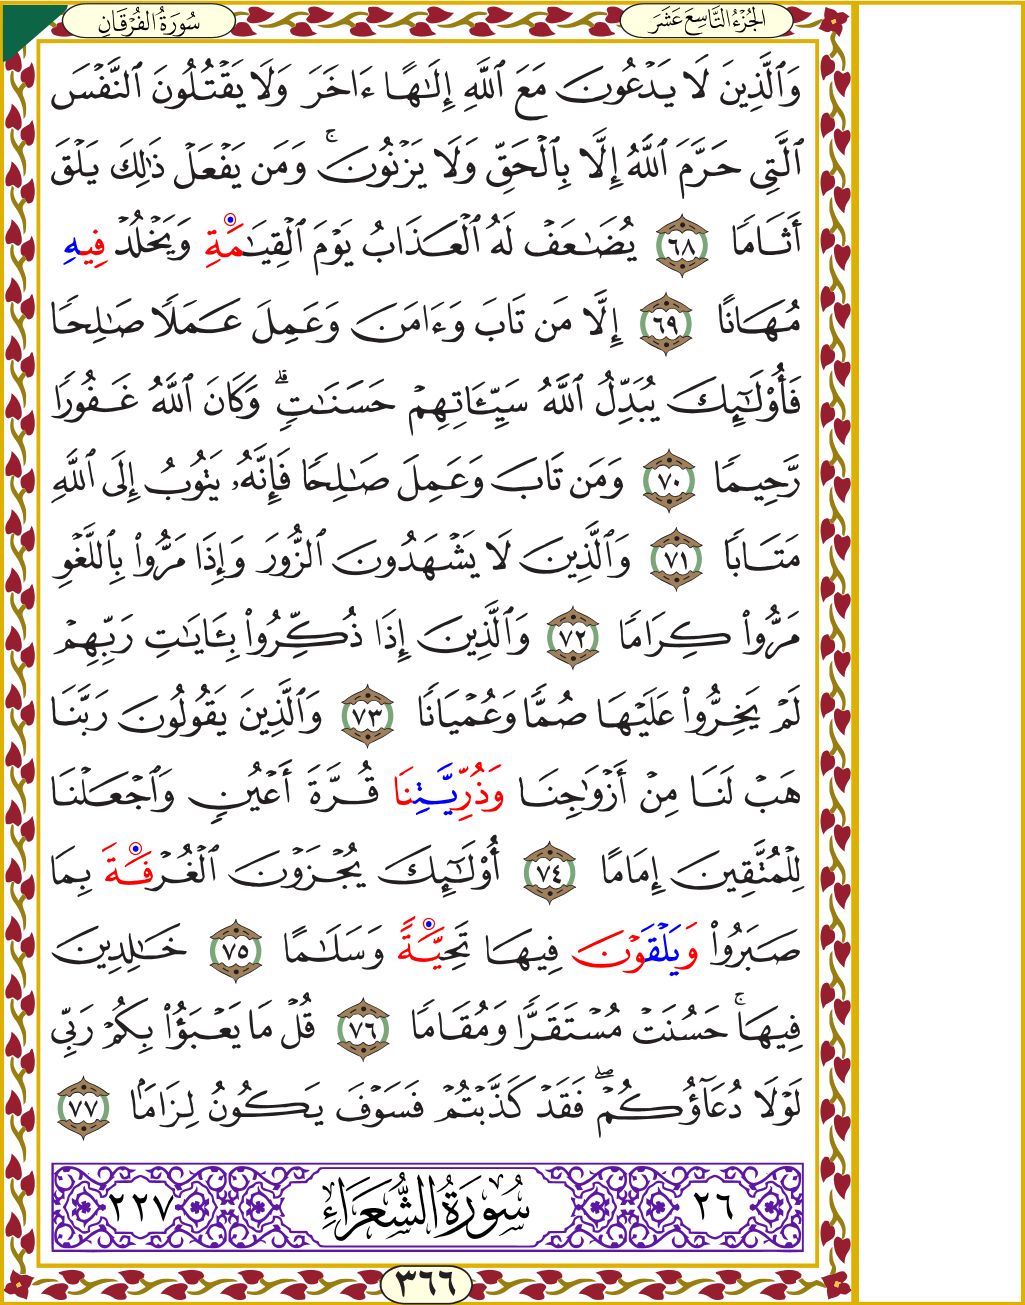 الجُزْءُ التَّاسِعَ عَشَرَ
سُورَةُ الفُرْقَانِ
وَٱلَّذِينَ لَا يَدْعُونَ مَعَ ٱللَّهِ إِلَٰهًا ءَاخَرَ وَلَا يَقْتُلُونَ ٱلنَّفْسَ
ٱلَّتِى حَرَّمَ ٱللَّهُ إِلَّا بِٱلْحَقِّ وَلَا يَزْنُونَ ۚ وَمَن يَفْعَلْ ذَٰلِكَ يَلْقَ
أَثَامًا ٦٨ يُضَٰعَفْ لَهُ ٱلْعَذَابُ يَوْمَ ٱلْقِيَٰمَةِ وَيَخْلُدْ فِيهِ
مُهَانًا ٦٩ إِلَّا مَن تَابَ وَءَامَنَ وَعَمِلَ عَمَلًا صَٰلِحًا
فَأُو۟لَٰٓئِكَ يُبَدِّلُ ٱللَّهُ سَيِّـَٔاتِهِمْ حَسَنَٰتٍ ۗ وَكَانَ ٱللَّهُ غَفُورًا
رَّحِيمًا ٧٠ وَمَن تَابَ وَعَمِلَ صَٰلِحًا فَإِنَّهُۥ يَتُوبُ إِلَى ٱللَّهِ
مَتَابًا ٧١ وَٱلَّذِينَ لَا يَشْهَدُونَ ٱلزُّورَ وَإِذَا مَرُّوا۟ بِٱللَّغْوِ
مَرُّوا۟ كِرَامًا ٧٢ وَٱلَّذِينَ إِذَا ذُكِّرُوا۟ بِـَٔايَٰتِ رَبِّهِمْ
لَمْ يَخِرُّوا۟ عَلَيْهَا صُمًّا وَعُمْيَانًا ٧٣ وَٱلَّذِينَ يَقُولُونَ رَبَّنَا
هَبْ لَنَا مِنْ أَزْوَٰجِنَا وَذُرِّيَّتِنَا قُرَّةَ أَعْيُنٍ وَٱجْعَلْنَا
لِلْمُتَّقِينَ إِمَامًا ٧٤ أُو۟لَٰٓئِكَ يُجْزَوْنَ ٱلْغُرْفَةَ بِمَا
صَبَرُوا۟ وَيَلْقَوْنَ فِيهَا تَحِيَّةً وَسَلَٰمًا ٧٥ خَٰلِدِينَ
فِيهَا ۚ حَسُنَتْ مُسْتَقَرًّا وَمُقَامًا ٧٦ قُلْ مَا يَعْبَؤُا۟ بِكُمْ رَبِّى
لَوْلَا دُعَآؤُكُمْ ۖ فَقَدْ كَذَّبْتُمْ فَسَوْفَ يَكُونُ لِزَامًۢا ٧٧
٢٦ سُورَةُ الشُّعَرَاءِ ٢٢٧
٣٦٦